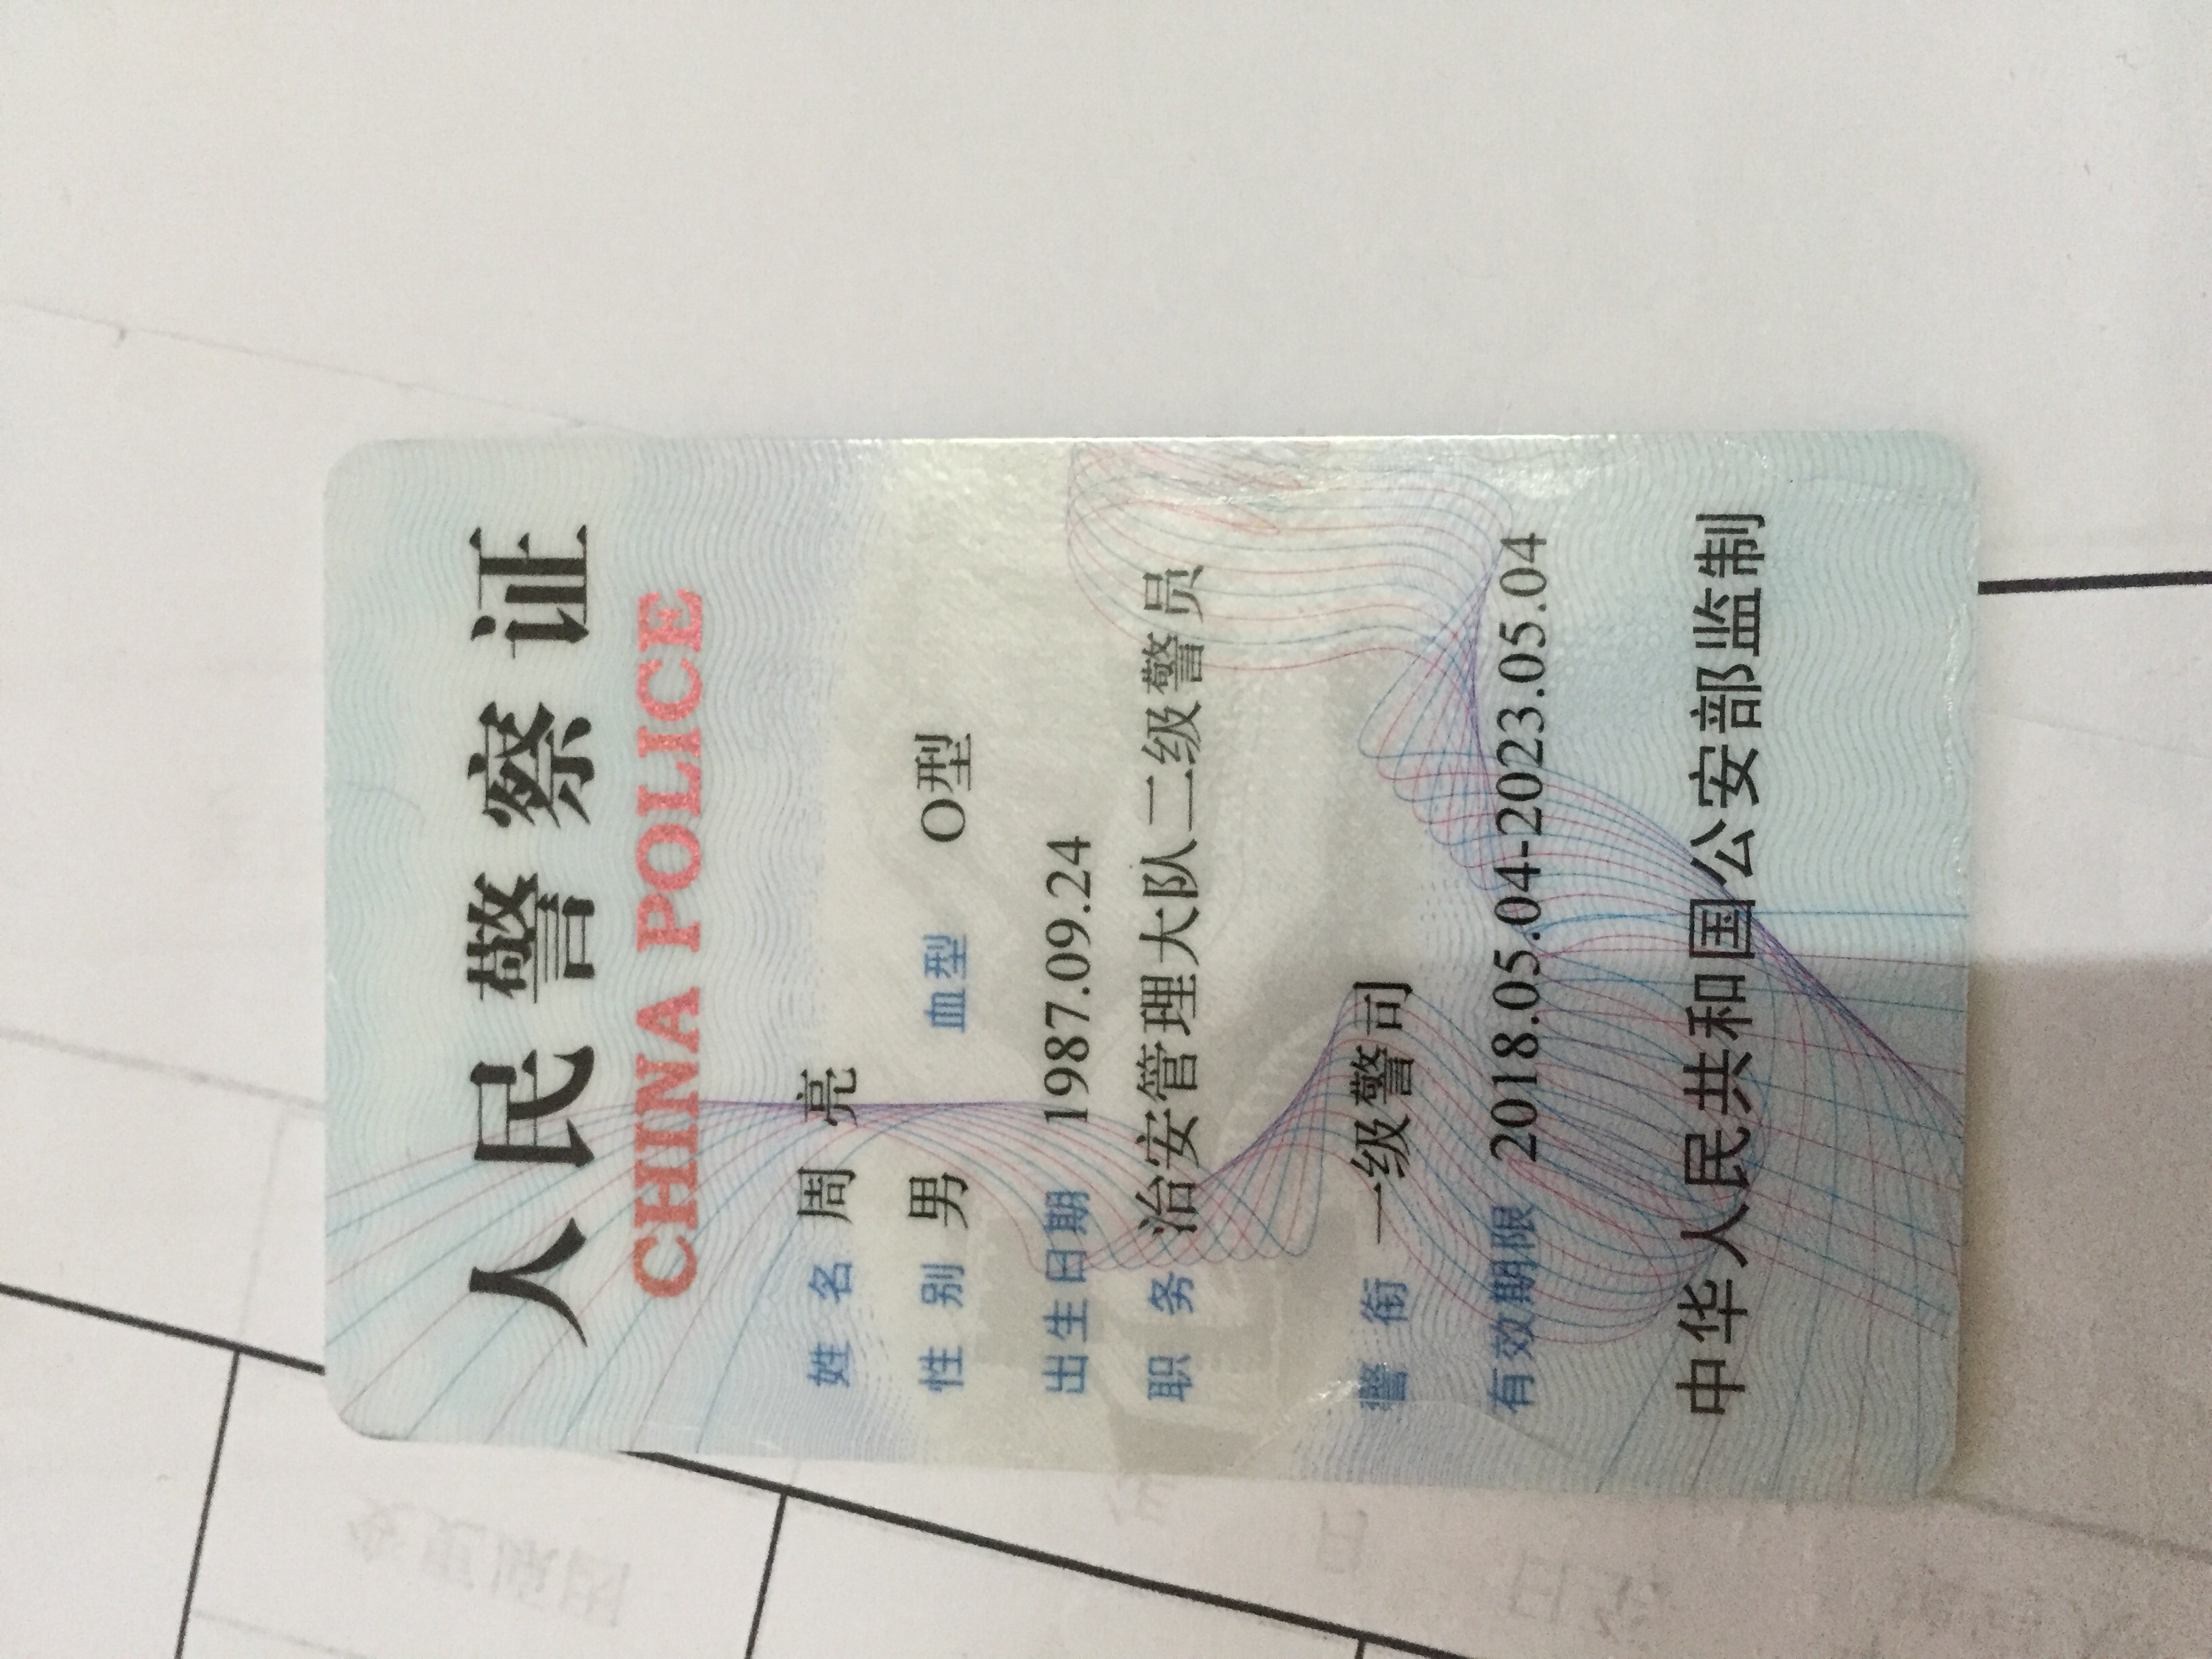 人民警察证
CHINA POLICE
姓 名 周 亮
性 别 男 血型 O型
出生日期 1987.09.24
职 务 治安管理大队二级警员
警 衔 一级警司
有效期限 2018.05.04-2023.05.04
中华人民共和国公安部监制